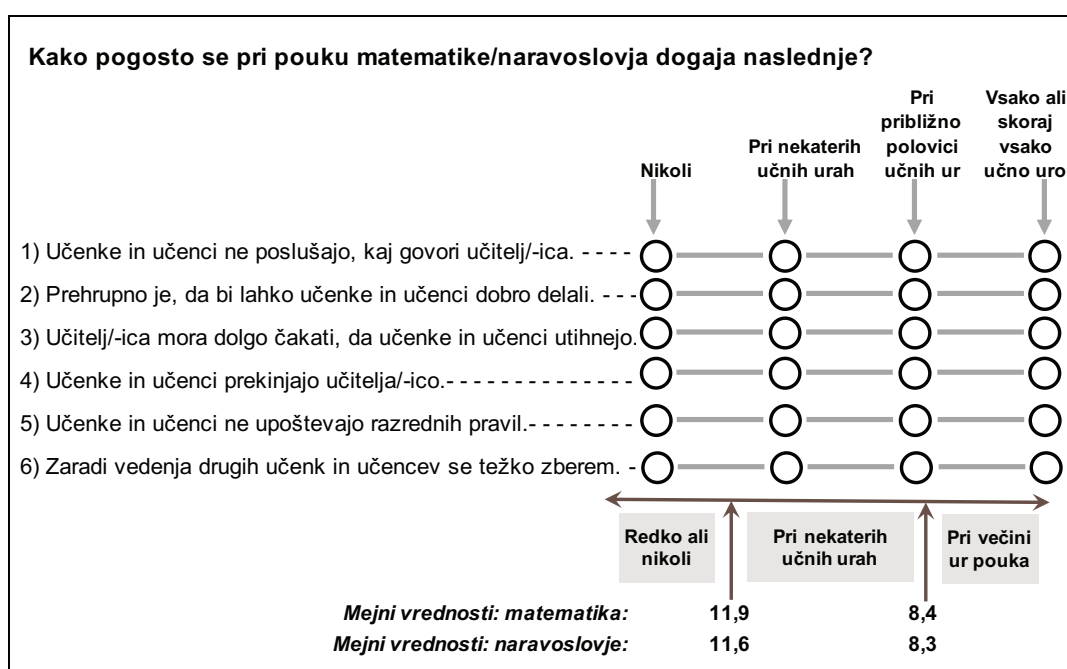 Kako pogosto se pri pouku matematike/naravoslovja dogaja naslednje?
Nikoli
Pri nekaterih
učnih urah
Pri
približno
polovici
učnih ur
Vsako ali
skoraj
vsako
učno uro
1) Učenke in učenci ne poslušajo, kaj govori učitelj/-ica. - - - -
2) Prehrupno je, da bi lahko učenke in učenci dobro delali. - - -
3) Učitelj/-ica mora dolgo čakati, da učenke in učenci utihnejo.
4) Učenke in učenci prekinjajo učitelja/-ico.- - - - - - - - - - - - - -
5) Učenke in učenci ne upoštevajo razrednih pravil.- - - - - - - -
6) Zaradi vedenja drugih učenk in učencev se težko zberem. -
Redko ali
nikoli
Pri nekaterih
učnih urah
Pri večini
ur pouka
Mejni vrednosti: matematika: 11,9 8,4
Mejni vrednosti: naravoslovje: 11,6 8,3